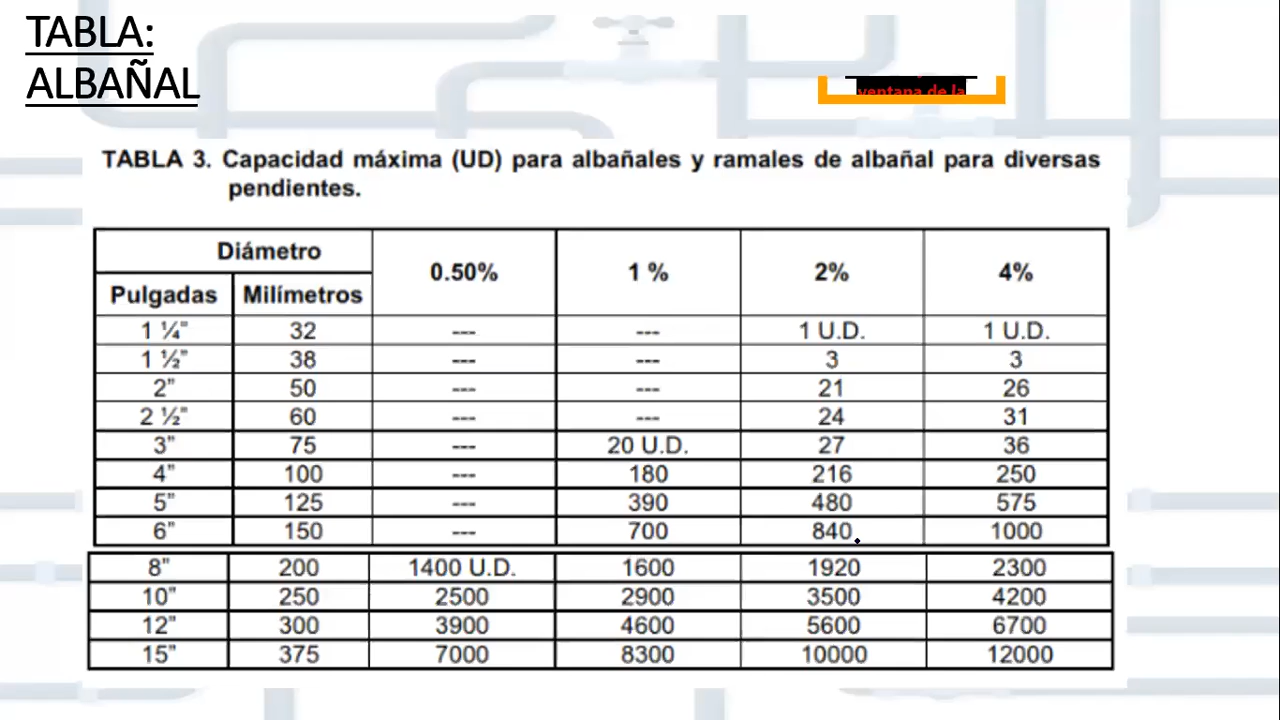 TABLA:
ALBAÑAL
ventana de la
TABLA 3. Capacidad máxima (UD) para albañales y ramales de albañal para diversas
pendientes.
Diámetro 0.50% 1 % 2% 4%
Pulgadas Milímetros
1 ¼” 32 --- --- 1 U.D. 1 U.D.
1 ½” 38 --- --- 3 3
2” 50 --- --- 21 26
2 ½” 60 --- --- 24 31
3” 75 --- 20 U.D. 27 36
4” 100 --- 180 216 250
5” 125 --- 390 480 575
6” 150 --- 700 840 1000
8” 200 1400 U.D. 1600 1920 2300
10” 250 2500 2900 3500 4200
12” 300 3900 4600 5600 6700
15” 375 7000 8300 10000 12000